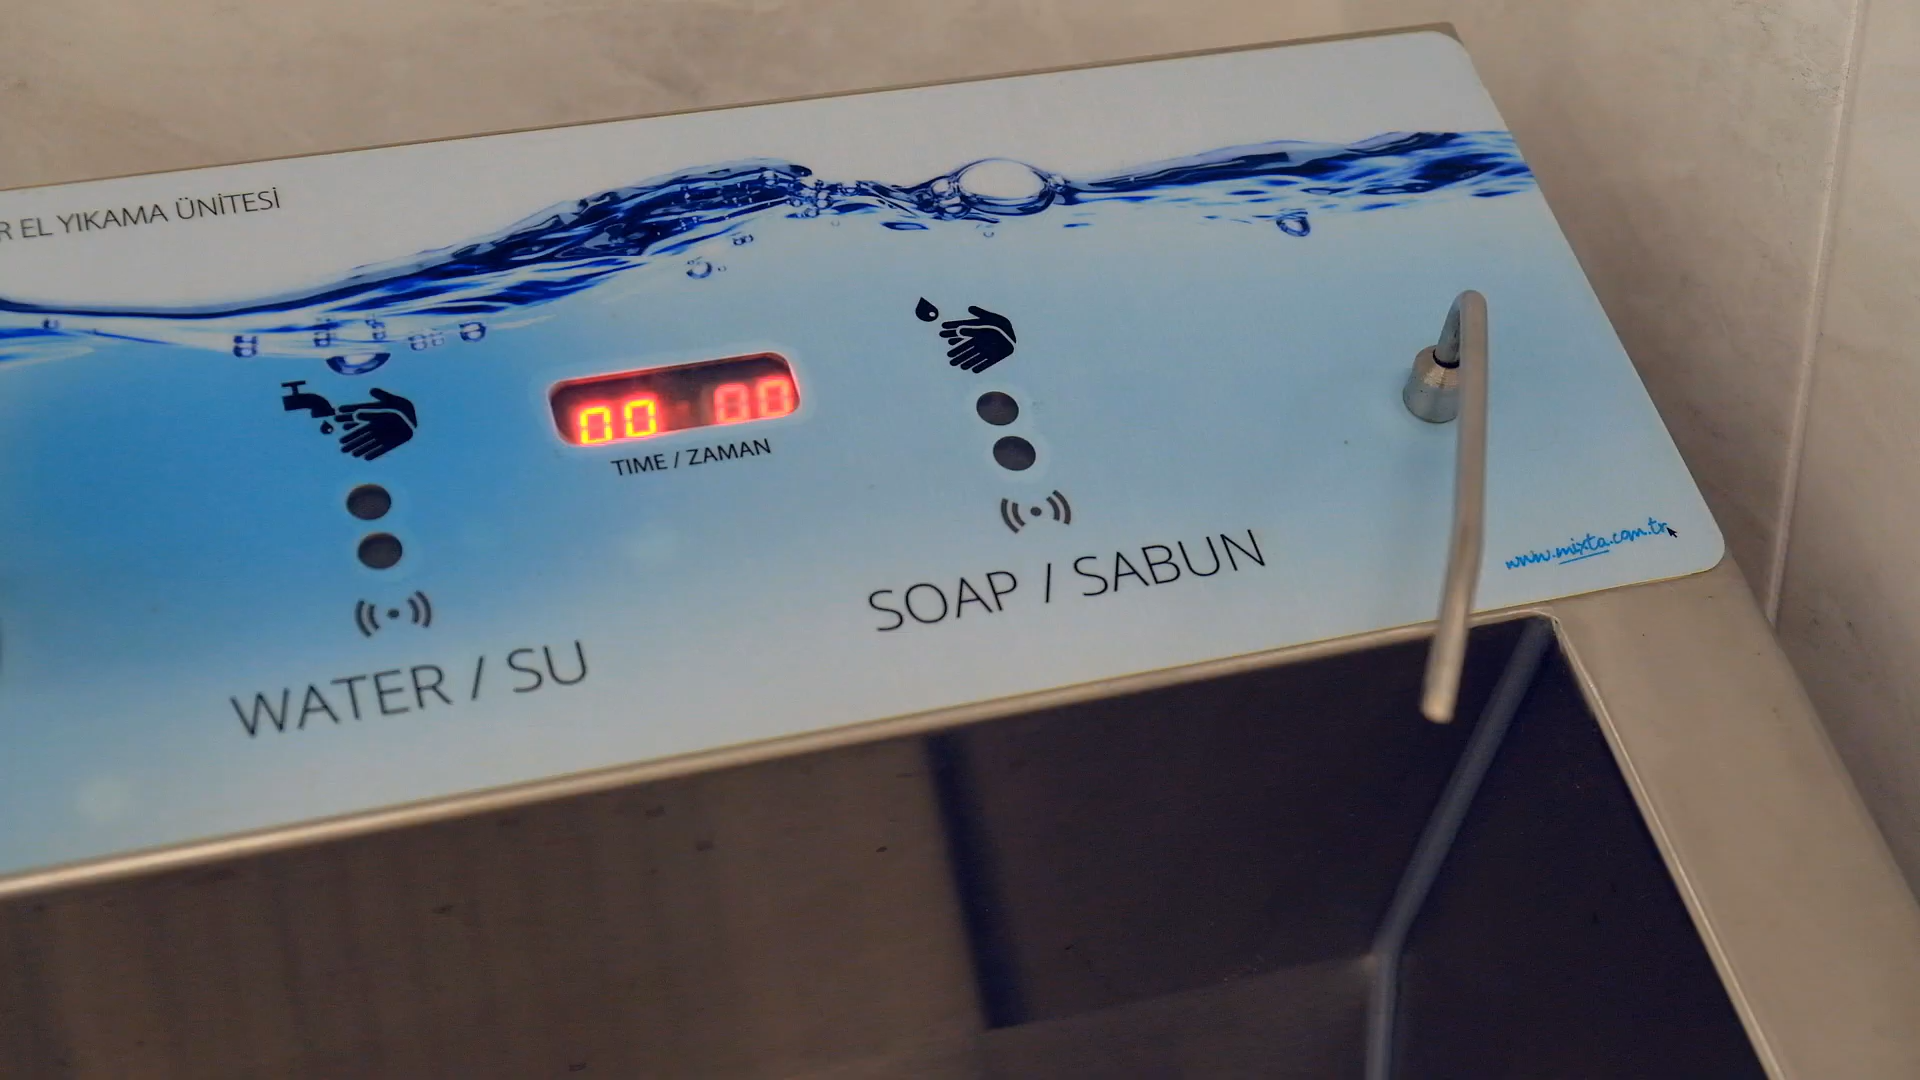 EL YIKAMA ÜNİTESİ
00 00
TIME / ZAMAN
WATER / SU
SOAP / SABUN
www.mixta.com.tr